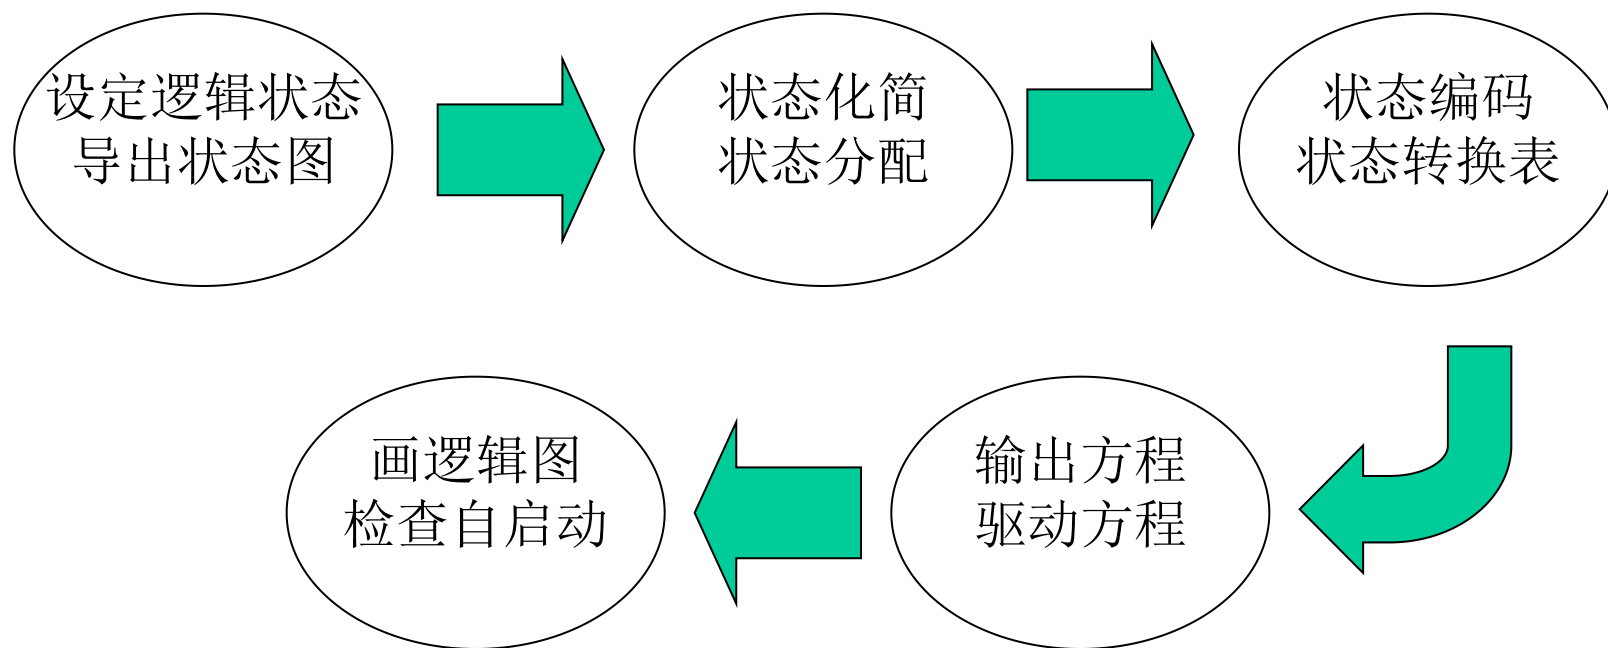 设定逻辑状态
导出状态图
状态化简
状态分配
状态编码
状态转换表
输出方程
驱动方程
画逻辑图
检查自启动